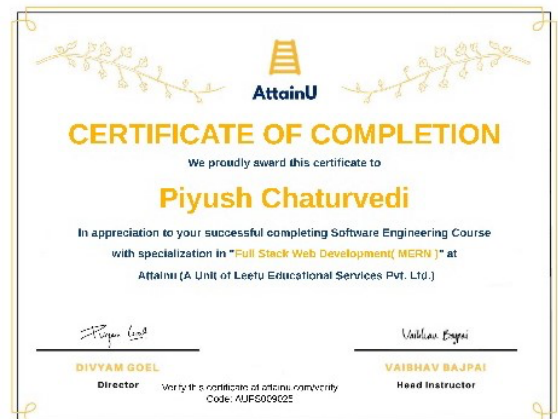 AttainU
CERTIFICATE OF COMPLETION
We proudly award this certificate to
Piyush Chaturvedi
In appreciation to your successful completing Software Engineering Course
with specialization in "Full Stack Web Development( MERN )" at
Attainu (A Unit of Leetu Educational Services Pvt. Ltd.)
DIVYAM GOEL
Director
VAIBHAV BAJPAI
Head Instructor
Verify this certificate at attainu.com/verify
Code: AUFS009025